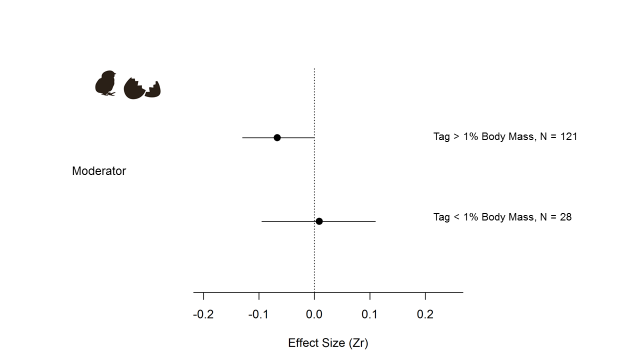 Tag > 1% Body Mass, N = 121
Moderator
Tag < 1% Body Mass, N = 28
-0.2 -0.1 0.0 0.1 0.2
Effect Size (Zr)